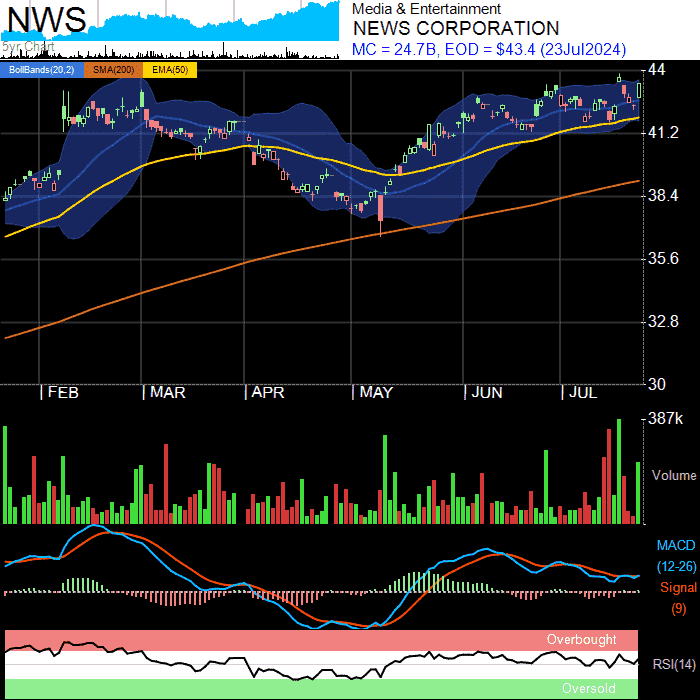 NWS
5yr Chart
Media & Entertainment
NEWS CORPORATION
MC = 24.7B, EOD = $43.4 (23Jul2024)
BollBands(20,2) SMA(200) EMA(50)
44
41.2
38.4
35.6
32.8
30
| FEB | MAR | APR | MAY | JUN | JUL
387k
Volume
MACD
(12-26)
Signal
(9)
Overbought
RSI(14)
Oversold